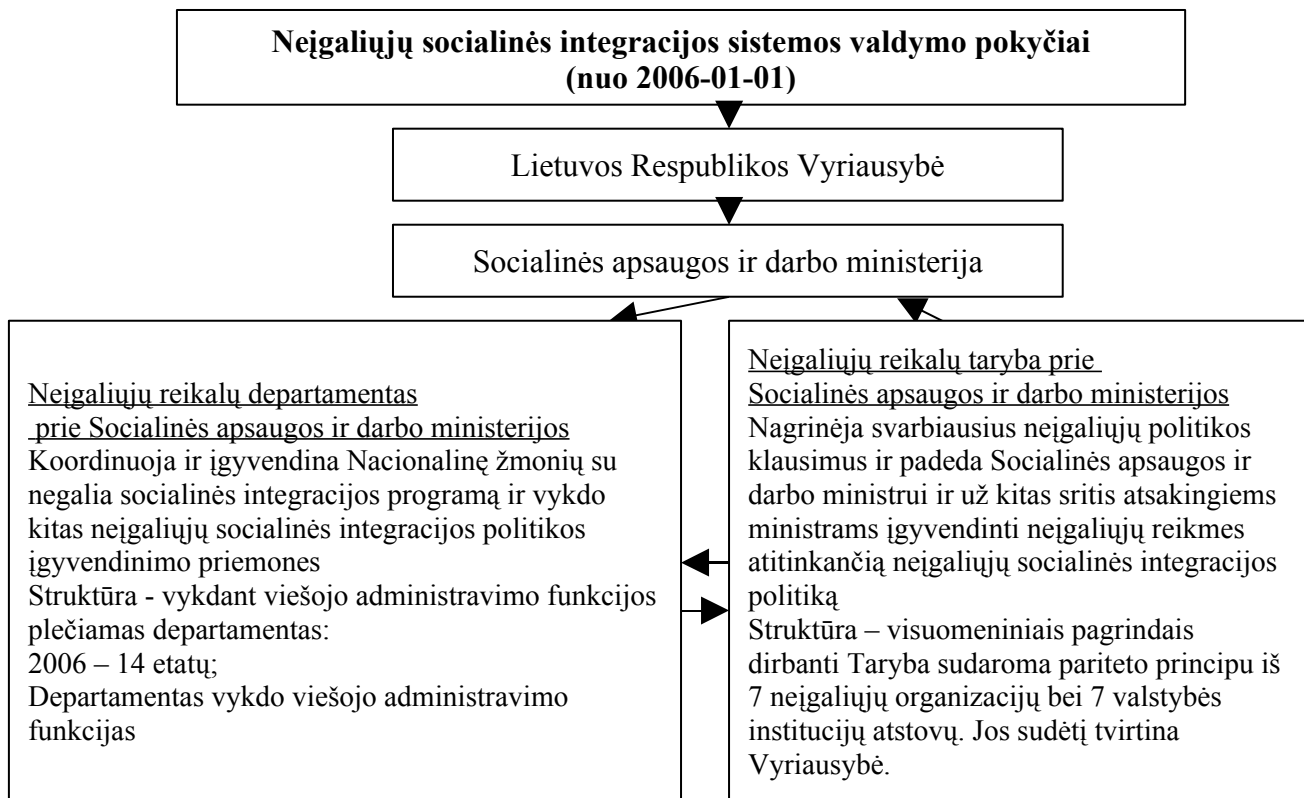 Neįgaliųjų socialinės integracijos sistemos valdymo pokyčiai
(nuo 2006-01-01)
Lietuvos Respublikos Vyriausybė
Socialinės apsaugos ir darbo ministerija
Neįgaliųjų reikalų departamentas
prie Socialinės apsaugos ir darbo ministerijos
Koordinuoja ir įgyvendina Nacionalinę žmonių su
negalia socialinės integracijos programą ir vykdo
kitas neįgaliųjų socialinės integracijos politikos
įgyvendinimo priemones
Struktūra - vykdant viešojo administravimo funkcijos
plečiamas departamentas:
2006 – 14 etatų;
Departamentas vykdo viešojo administravimo
funkcijas
Neįgaliųjų reikalų taryba prie
Socialinės apsaugos ir darbo ministerijos
Nagrinėja svarbiausius neįgaliųjų politikos
klausimus ir padeda Socialinės apsaugos ir
darbo ministrui ir už kitas sritis atsakingiems
ministrams įgyvendinti neįgaliųjų reikmes
atitinkančią neįgaliųjų socialinės integracijos
politiką
Struktūra – visuomeniniais pagrindais
dirbanti Taryba sudaroma pariteto principu iš
7 neįgaliųjų organizacijų bei 7 valstybės
institucijų atstovų. Jos sudėtį tvirtina
Vyriausybė.